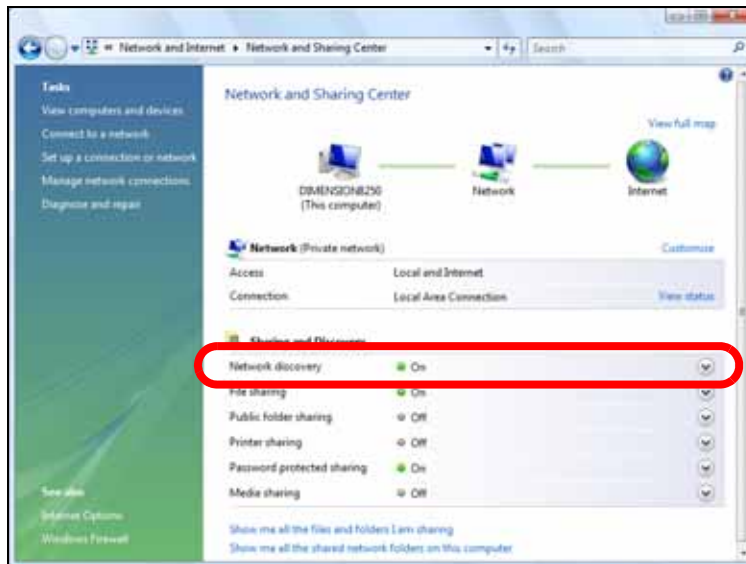 Network and Internet ▸ Network and Sharing Center
Search
Tasks
View computers and devices
Connect to a network
Set up a connection or network
Manage network connections
Diagnose and repair
See also
Internet Options
Windows Firewall
Network and Sharing Center
View full map
DIMENSION8250
(This computer)
Network
Internet
Network (Private network)
Customize
Access Local and Internet
Connection Local Area Connection View status
Sharing and Discovery
Network discovery On
File sharing On
Public folder sharing Off
Printer sharing Off
Password protected sharing On
Media sharing Off
Show me all the files and folders I am sharing
Show me all the shared network folders on this computer